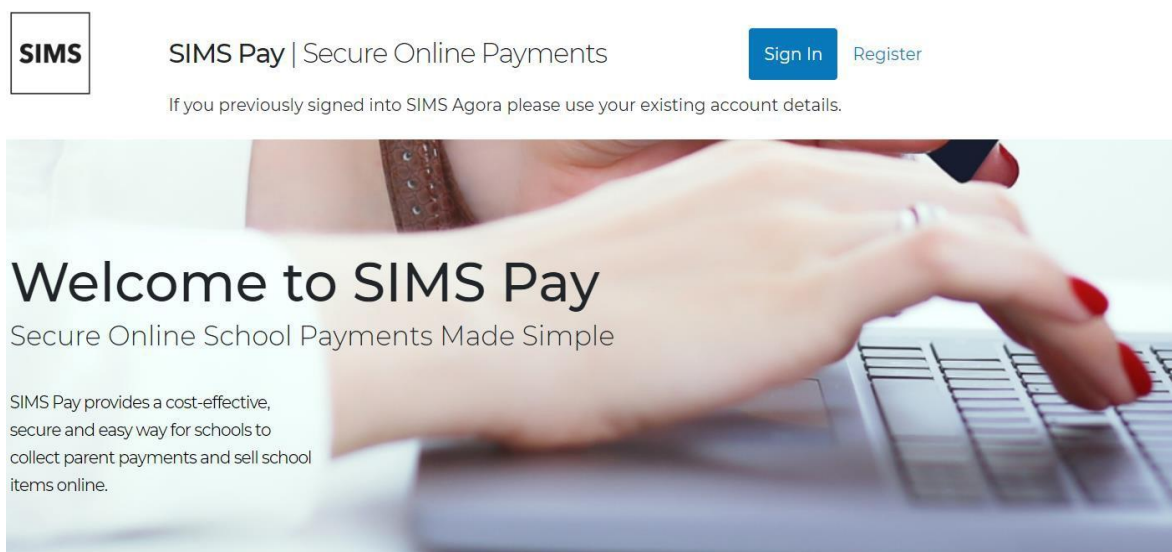 SIMS
SIMS Pay | Secure Online Payments
Sign In
Register
If you previously signed into SIMS Agora please use your existing account details.
Welcome to SIMS Pay
Secure Online School Payments Made Simple
SIMS Pay provides a cost-effective,
secure and easy way for schools to
collect parent payments and sell school
items online.